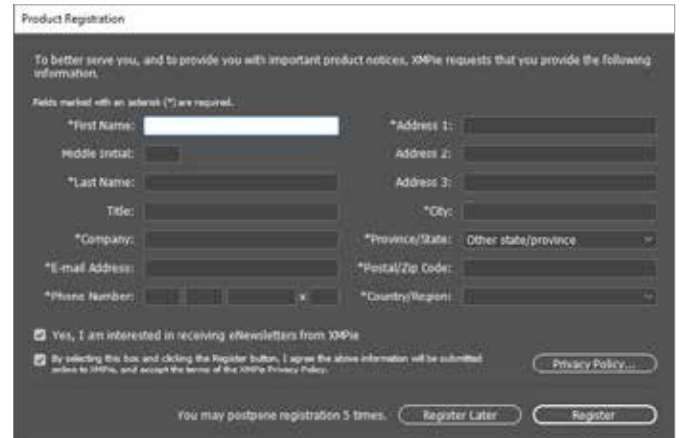 Product Registration
To better serve you, and to provide you with important product notices, XMPie requests that you provide the following
information.
Fields marked with an asterisk (*) are required.
*First Name:
Middle Initial:
*Last Name:
Title:
*Company:
*E-mail Address:
*Phone Number:
x
*Address 1:
Address 2:
Address 3:
*City:
*Province/State: Other state/province
*Postal/Zip Code:
*Country/Region:
Yes, I am interested in receiving eNewsletters from XMPie
By selecting this box and clicking the Register button, I agree the above information will be submitted
online to XMPie, and accept the terms of the XMPie Privacy Policy.
Privacy Policy...
You may postpone registration 5 times.
Register Later
Register